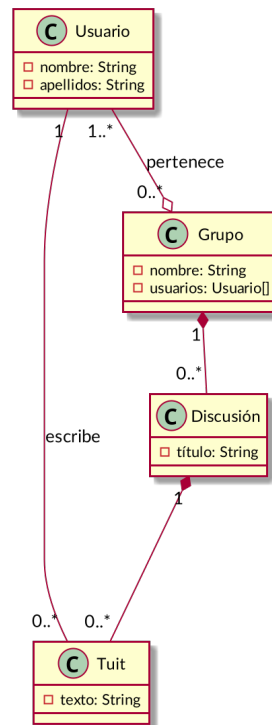 C Usuario
nombre: String
apellidos: String
1
1..*
pertenece
0..*
C Grupo
nombre: String
usuarios: Usuario[]
1
0..*
C Discusión
título: String
escribe
1
0..*
0..*
C Tuit
texto: String